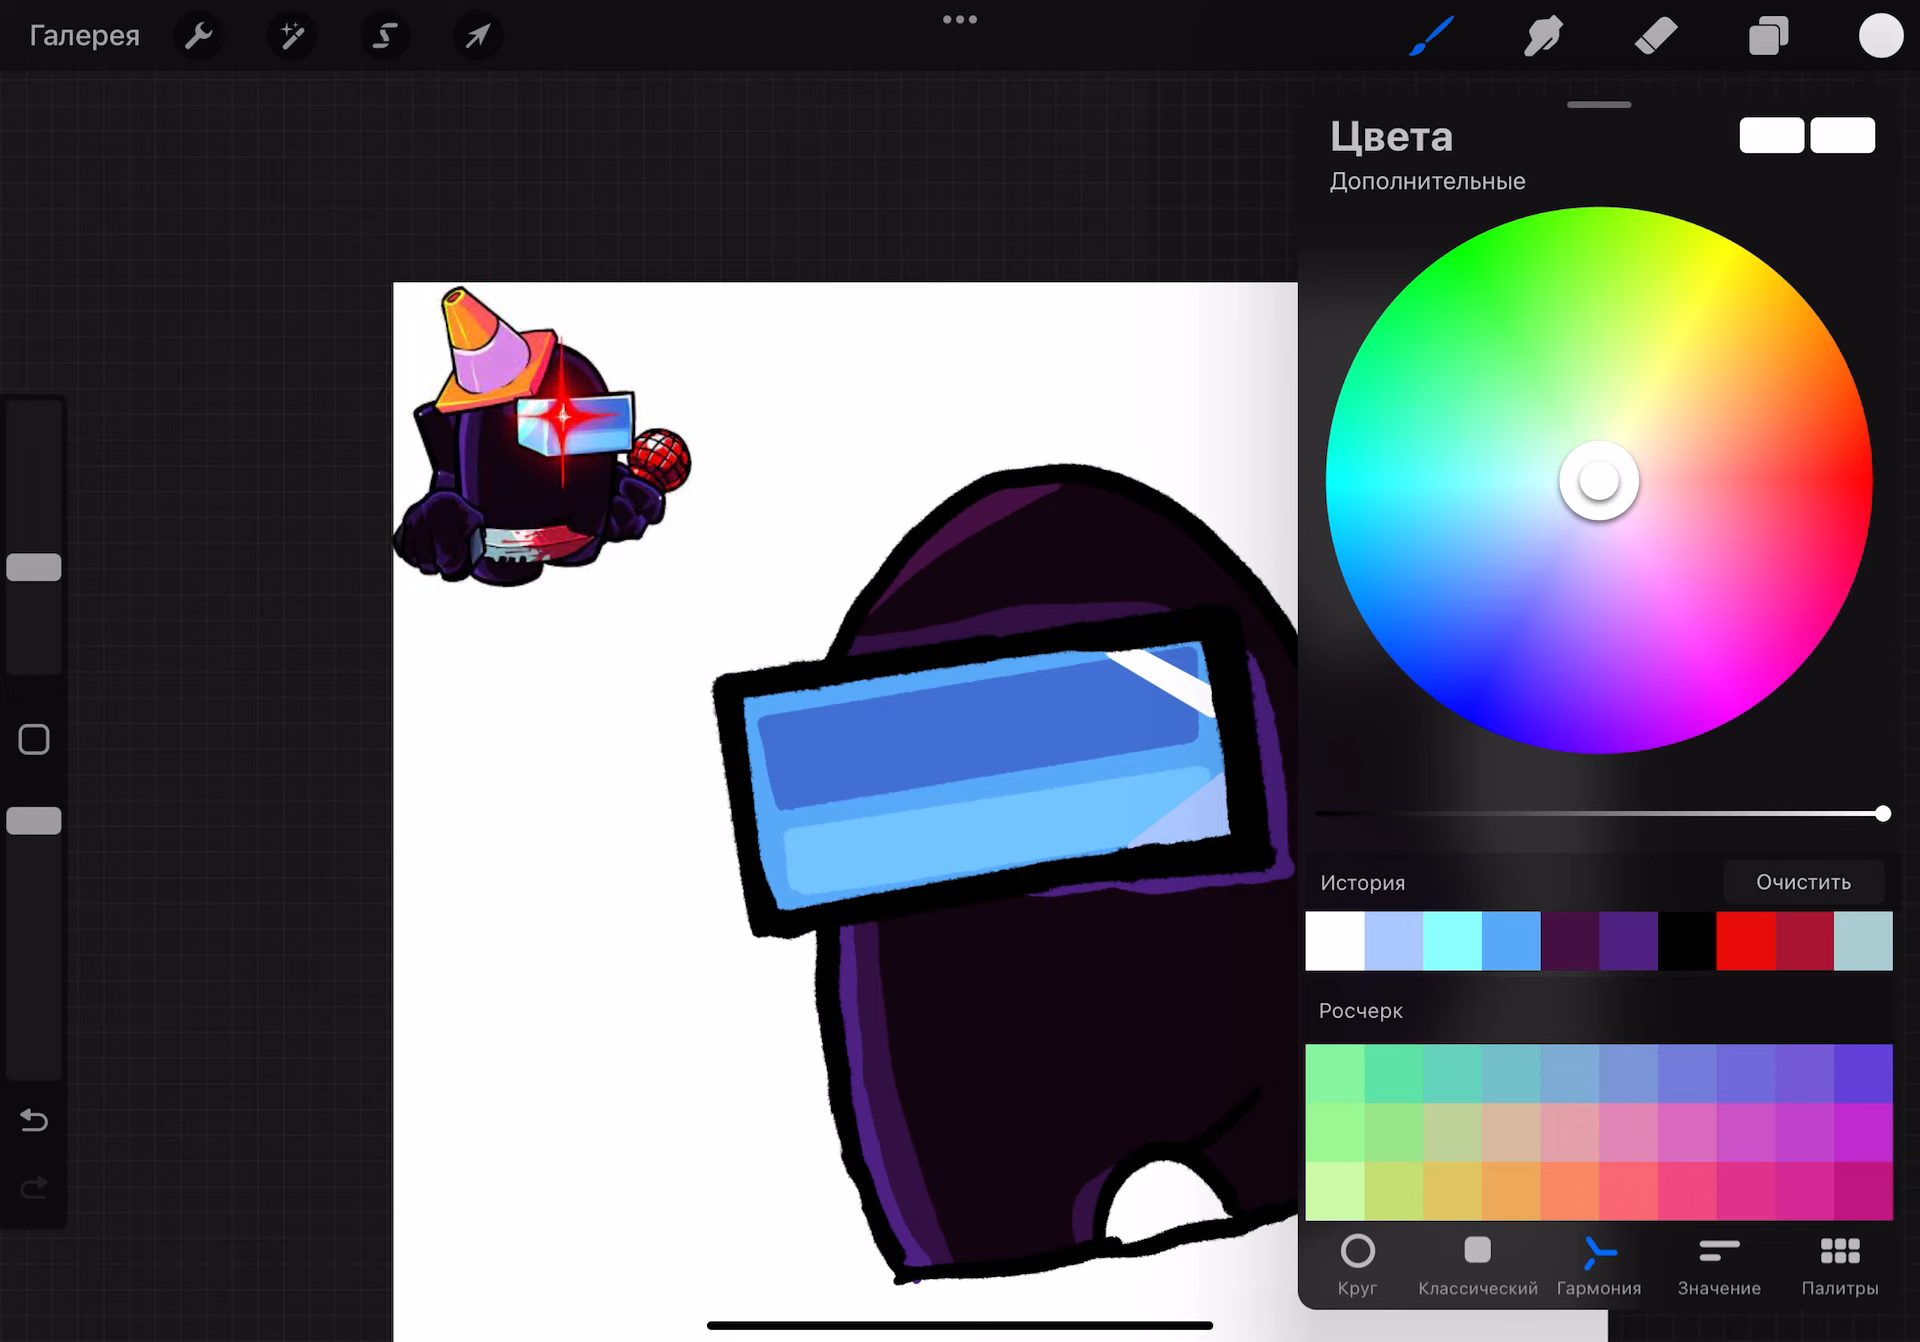 Галерея
Цвета
Дополнительные
История
Очистить
Росчерк
Круг
Классический
Гармония
Значение
Палитры